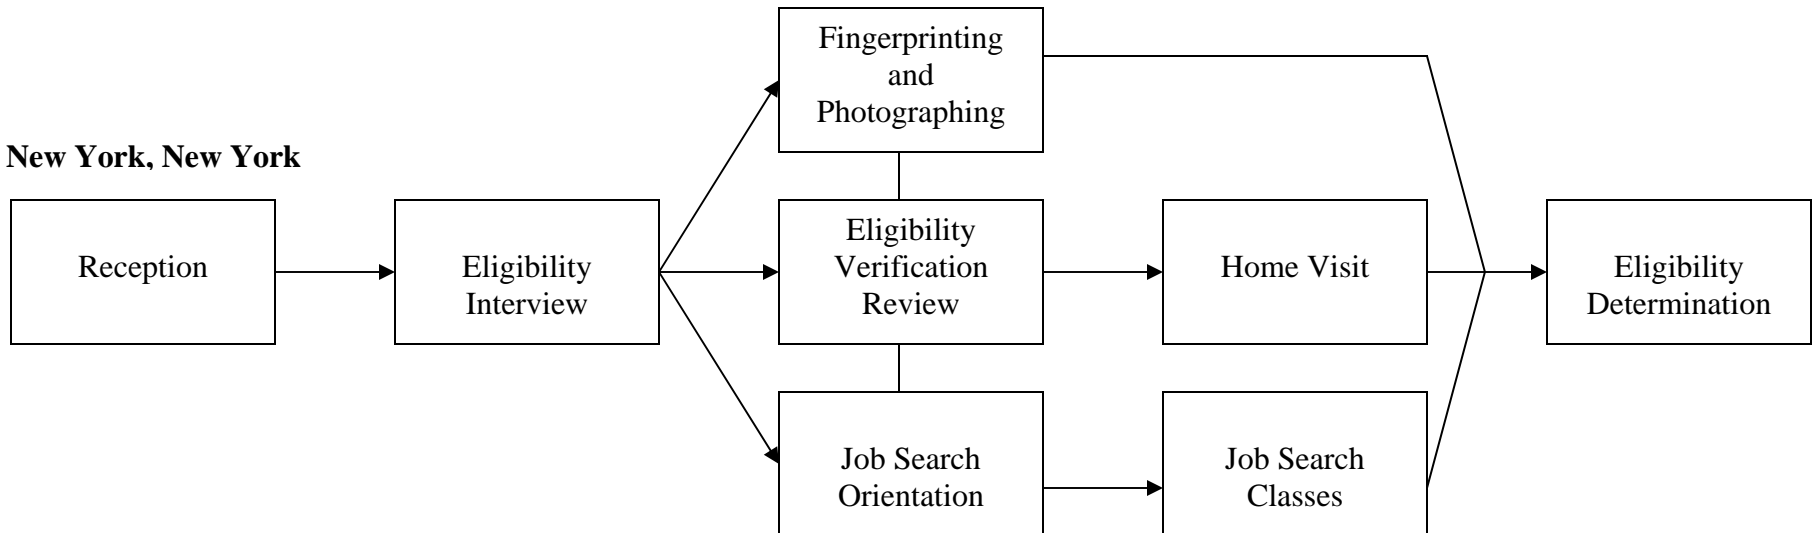 Fingerprinting
and
Photographing
New York, New York
Reception
Eligibility
Interview
Eligibility
Verification
Review
Home Visit
Eligibility
Determination
Job Search
Orientation
Job Search
Classes